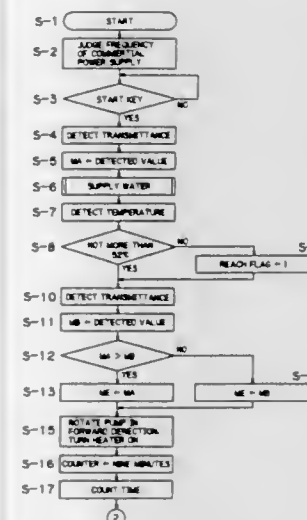 S-1 START
S-2 JUDGE FREQUENCY
OF COMMERCIAL
POWER SUPPLY
S-3 START KEY
NO
YES
S-4 DETECT TRANSMITTANCE
S-5 MA ← DETECTED VALUE
S-6 SUPPLY WATER
S-7 DETECT TEMPERATURE
S-8 NOT MORE THAN
52°C
NO
YES
REACH FLAG ← 1
S-10 DETECT TRANSMITTANCE
S-11 MB ← DETECTED VALUE
S-12 MA > MB
NO
YES
S-13 ME ← MA
ME ← MB
S-15 ROTATE PUMP IN
FORWARD DERECTION.
TURN HEATER ON
S-16 COUNTER ← NINE MINUTES
S-17 COUNT TIME
2